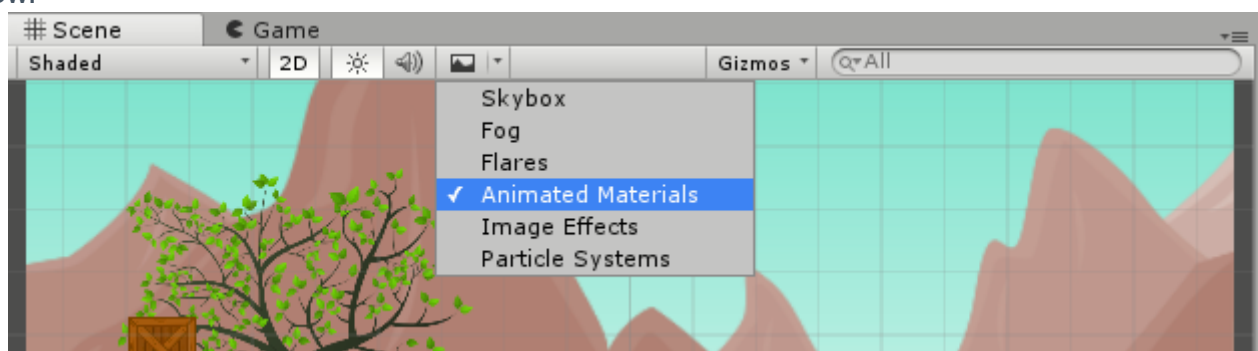 Scene Game
Shaded 2D Gizmos All
Skybox
Fog
Flares
Animated Materials
Image Effects
Particle Systems